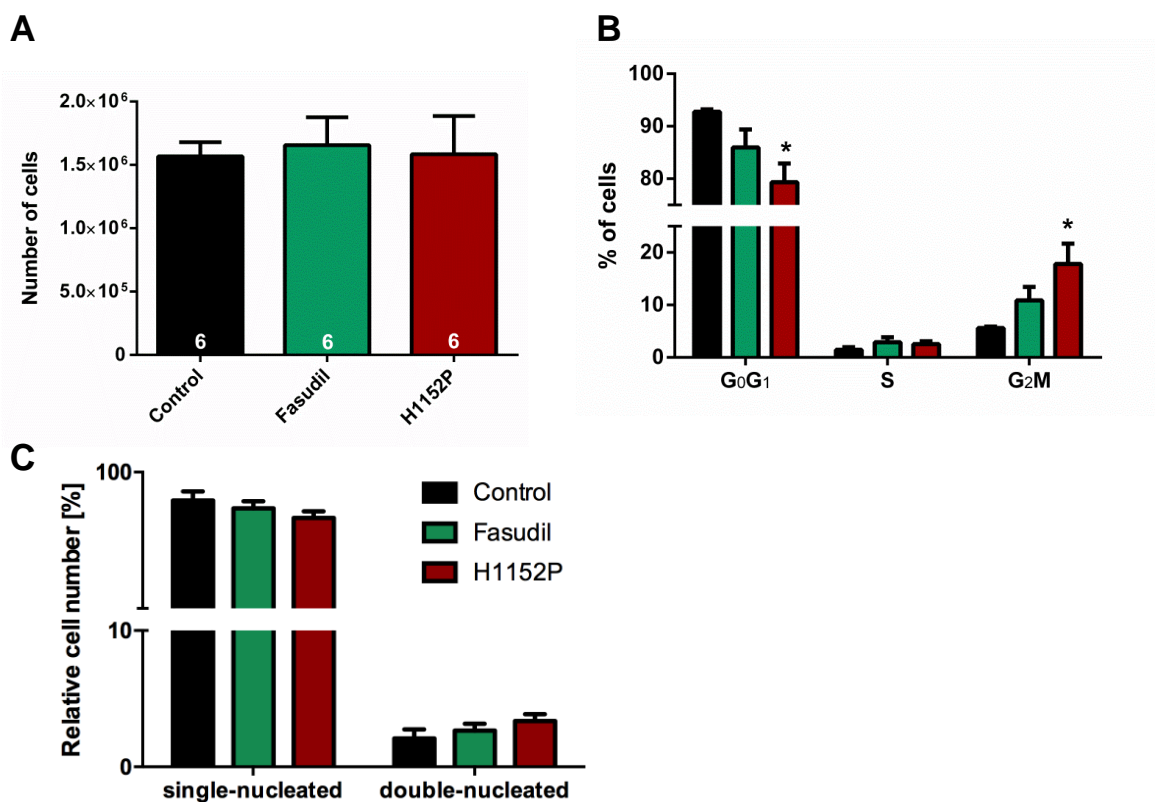 A
Number of cells
2.0×10⁶
1.5×10⁶
1.0×10⁶
5.0×10⁵
0
6
6
6
Control
Fasudil
H1152P
B
% of cells
100
90
80
20
10
0
*
*
G₀G₁
S
G₂M
C
Relative cell number [%]
100
10
0
Control
Fasudil
H1152P
single-nucleated
double-nucleated